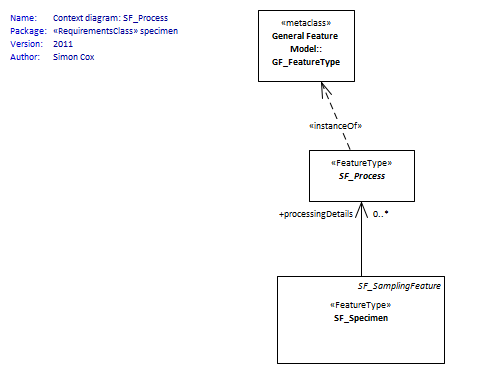 Name: Context diagram: SF_Process
Package: «RequirementsClass» specimen
Version: 2011
Author: Simon Cox
«metaclass»
General Feature
Model::
GF_FeatureType
«instanceOf»
«FeatureType»
SF_Process
+processingDetails 0..*
SF_SamplingFeature
«FeatureType»
SF_Specimen